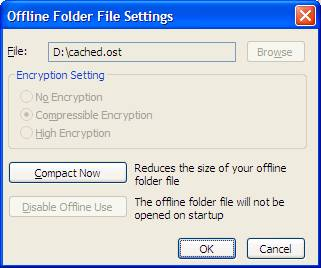 Offline Folder File Settings
File: D:\cached.ost Browse
Encryption Setting
No Encryption
Compressible Encryption
High Encryption
Compact Now Reduces the size of your offline
folder file
Disable Offline Use The offline folder file will not be
opened on startup
OK Cancel